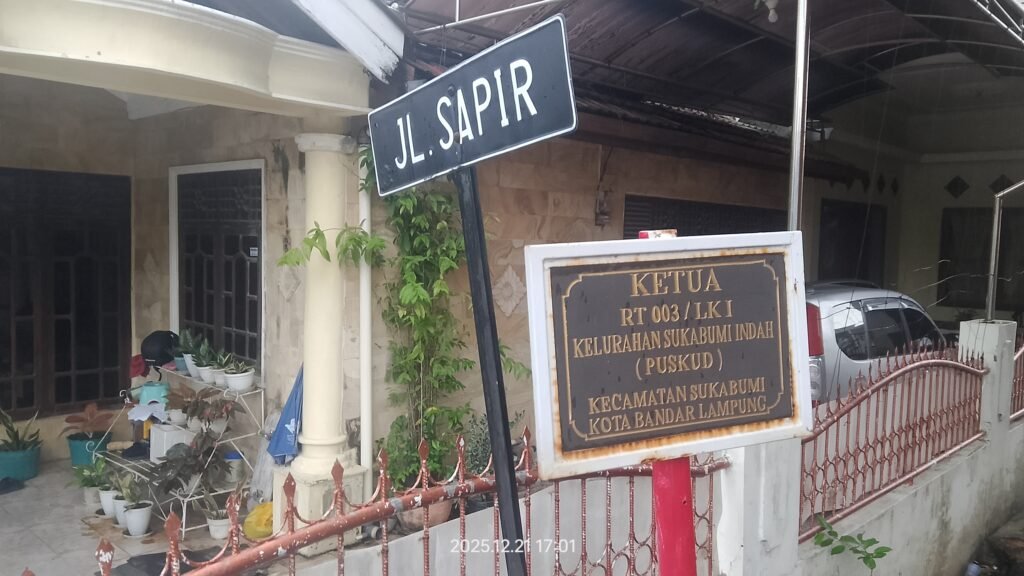 JL. SAPIR
KETUA
RT 003 / LK I
KELURAHAN SUKABUMI INDAH
( PUSKUD )
KECAMATAN SUKABUMI
KOTA BANDAR LAMPUNG
2025.12.21 17:01